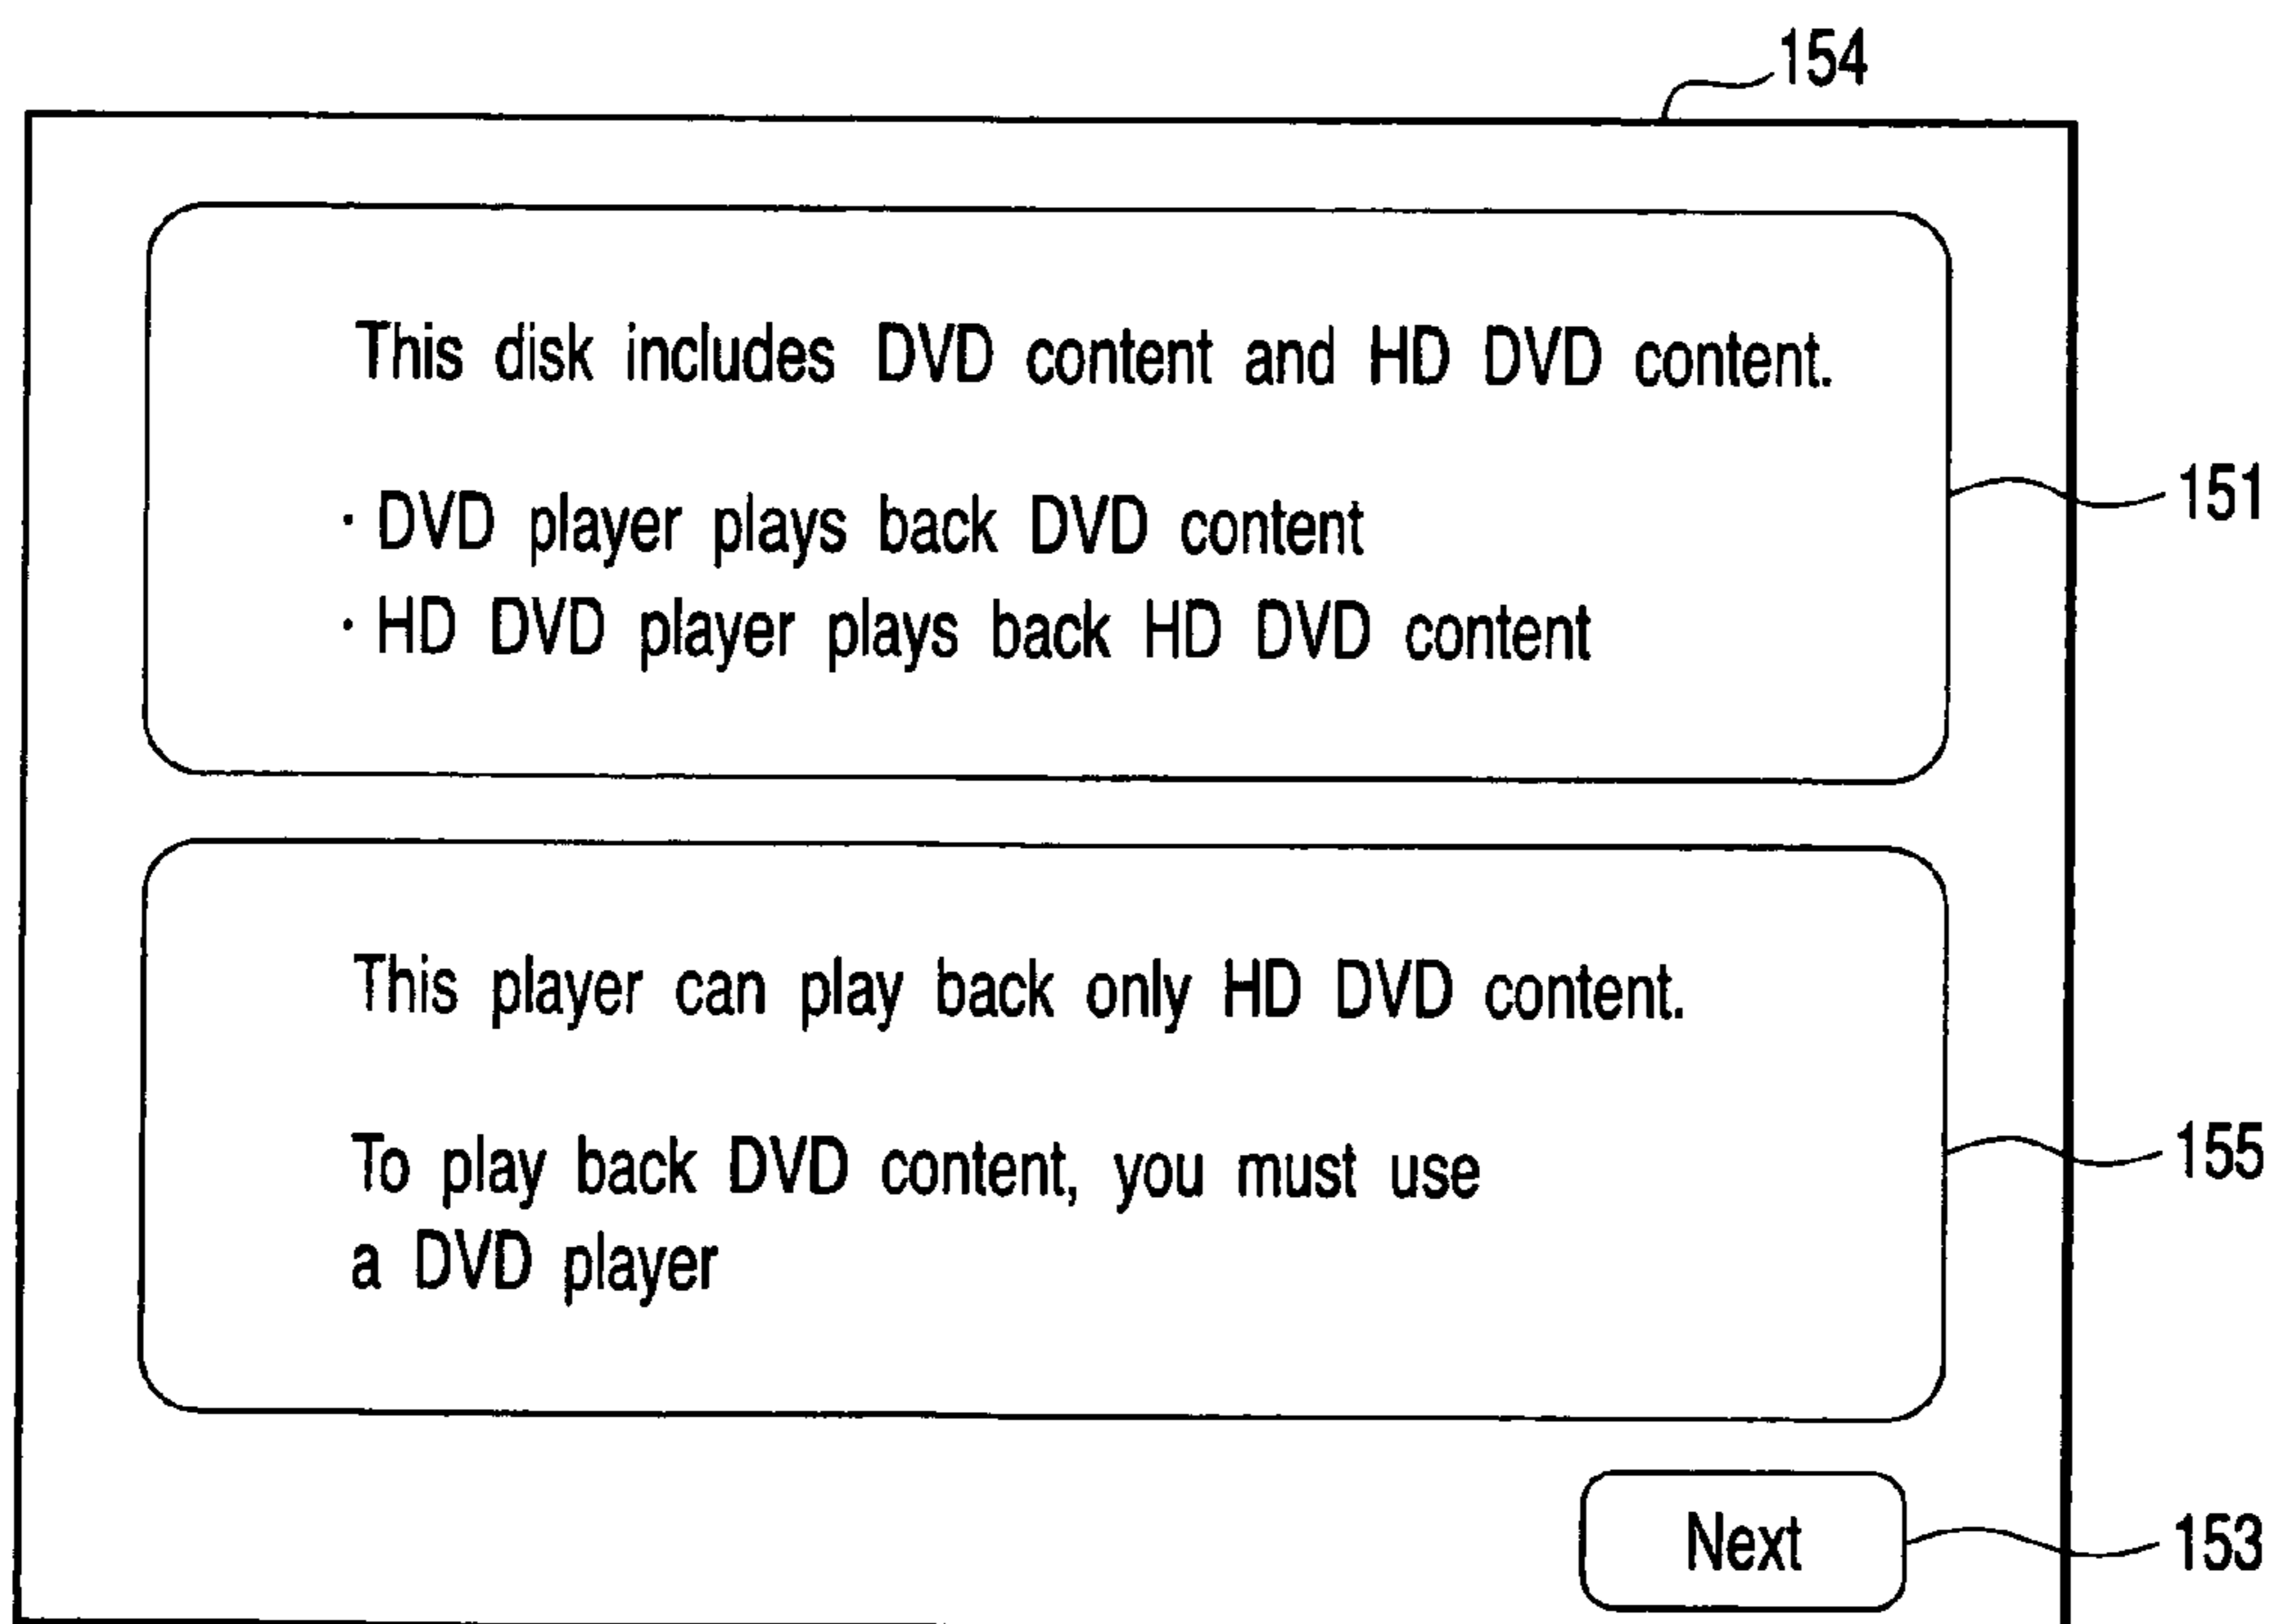 154
This disk includes DVD content and HD DVD content.
· DVD player plays back DVD content
· HD DVD player plays back HD DVD content
151
This player can play back only HD DVD content.
To play back DVD content, you must use
a DVD player
155
Next
153